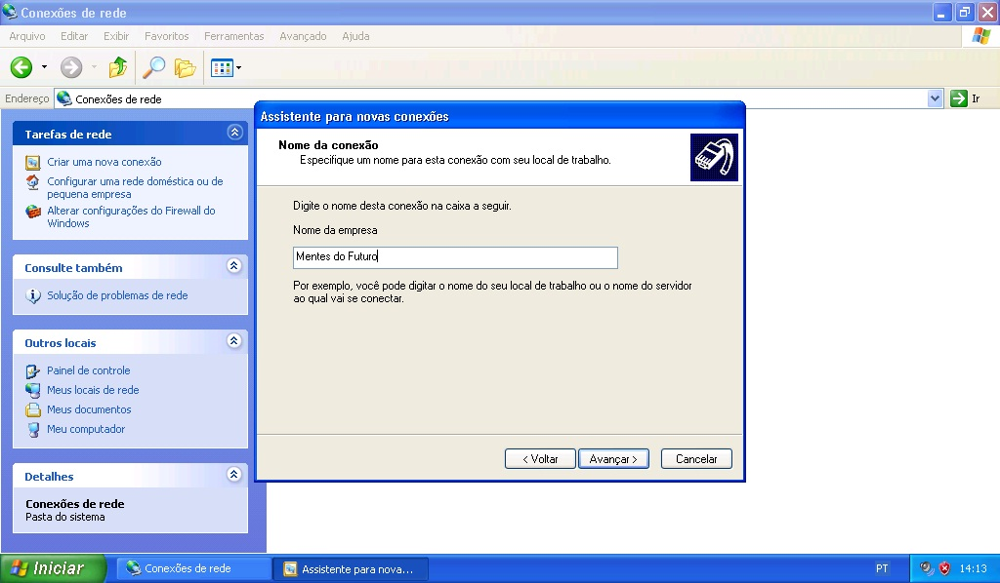 Conexões de rede
Arquivo Editar Exibir Favoritos Ferramentas Avançado Ajuda
Endereço Conexões de rede Ir
Tarefas de rede
Criar uma nova conexão
Configurar uma rede doméstica ou de
pequena empresa
Alterar configurações do Firewall do
Windows
Consulte também
Solução de problemas de rede
Outros locais
Painel de controle
Meus locais de rede
Meus documentos
Meu computador
Detalhes
Conexões de rede
Pasta do sistema
Assistente para novas conexões
Nome da conexão
Especifique um nome para esta conexão com seu local de trabalho.
Digite o nome desta conexão na caixa a seguir.
Nome da empresa
Mentes do Futuro
Por exemplo, você pode digitar o nome do seu local de trabalho ou o nome do servidor
ao qual vai se conectar.
< Voltar Avançar > Cancelar
Iniciar Conexões de rede Assistente para nova... PT 14:13